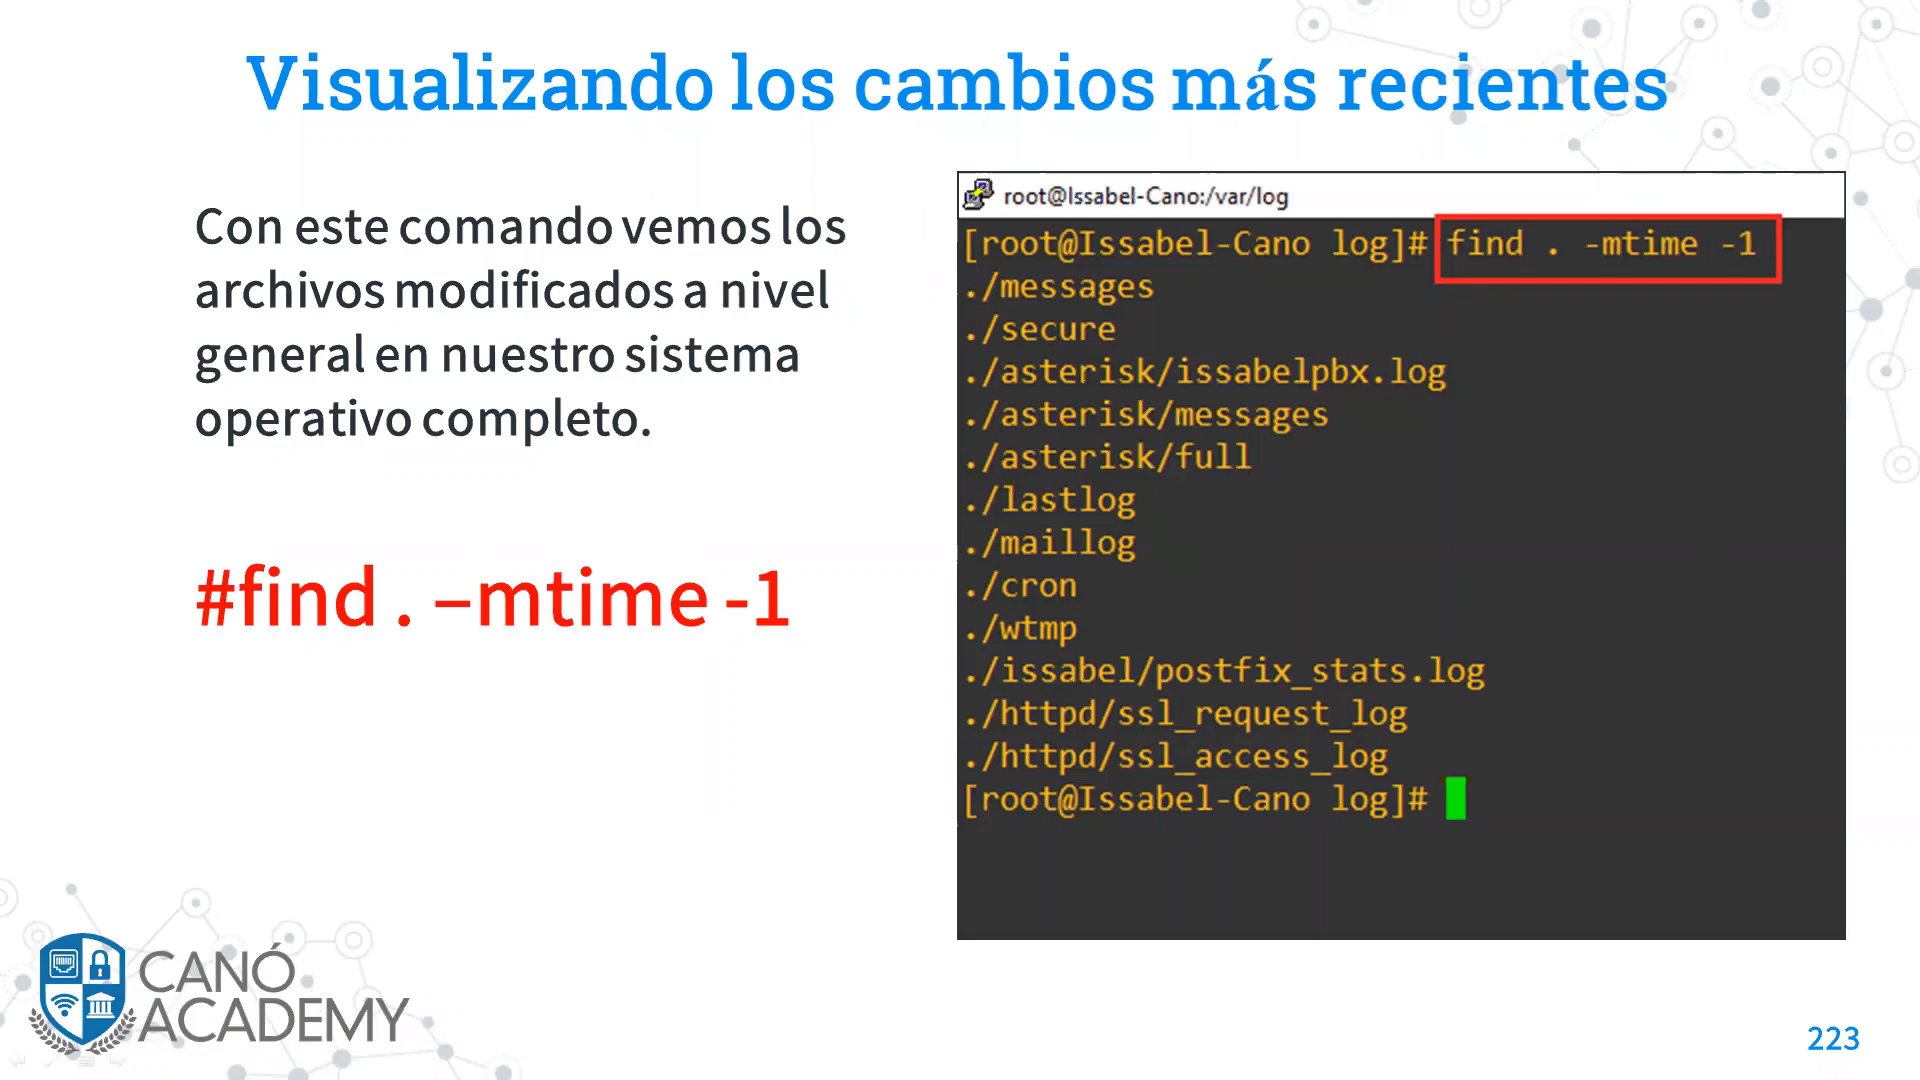 Visualizando los cambios más recientes
Con este comando vemos los
archivos modificados a nivel
general en nuestro sistema
operativo completo.
#find . –mtime -1
root@Issabel-Cano:/var/log
[root@Issabel-Cano log]# find . -mtime -1
./messages
./secure
./asterisk/issabelpbx.log
./asterisk/messages
./asterisk/full
./lastlog
./maillog
./cron
./wtmp
./issabel/postfix_stats.log
./httpd/ssl_request_log
./httpd/ssl_access_log
[root@Issabel-Cano log]#
CANÓ
ACADEMY
223